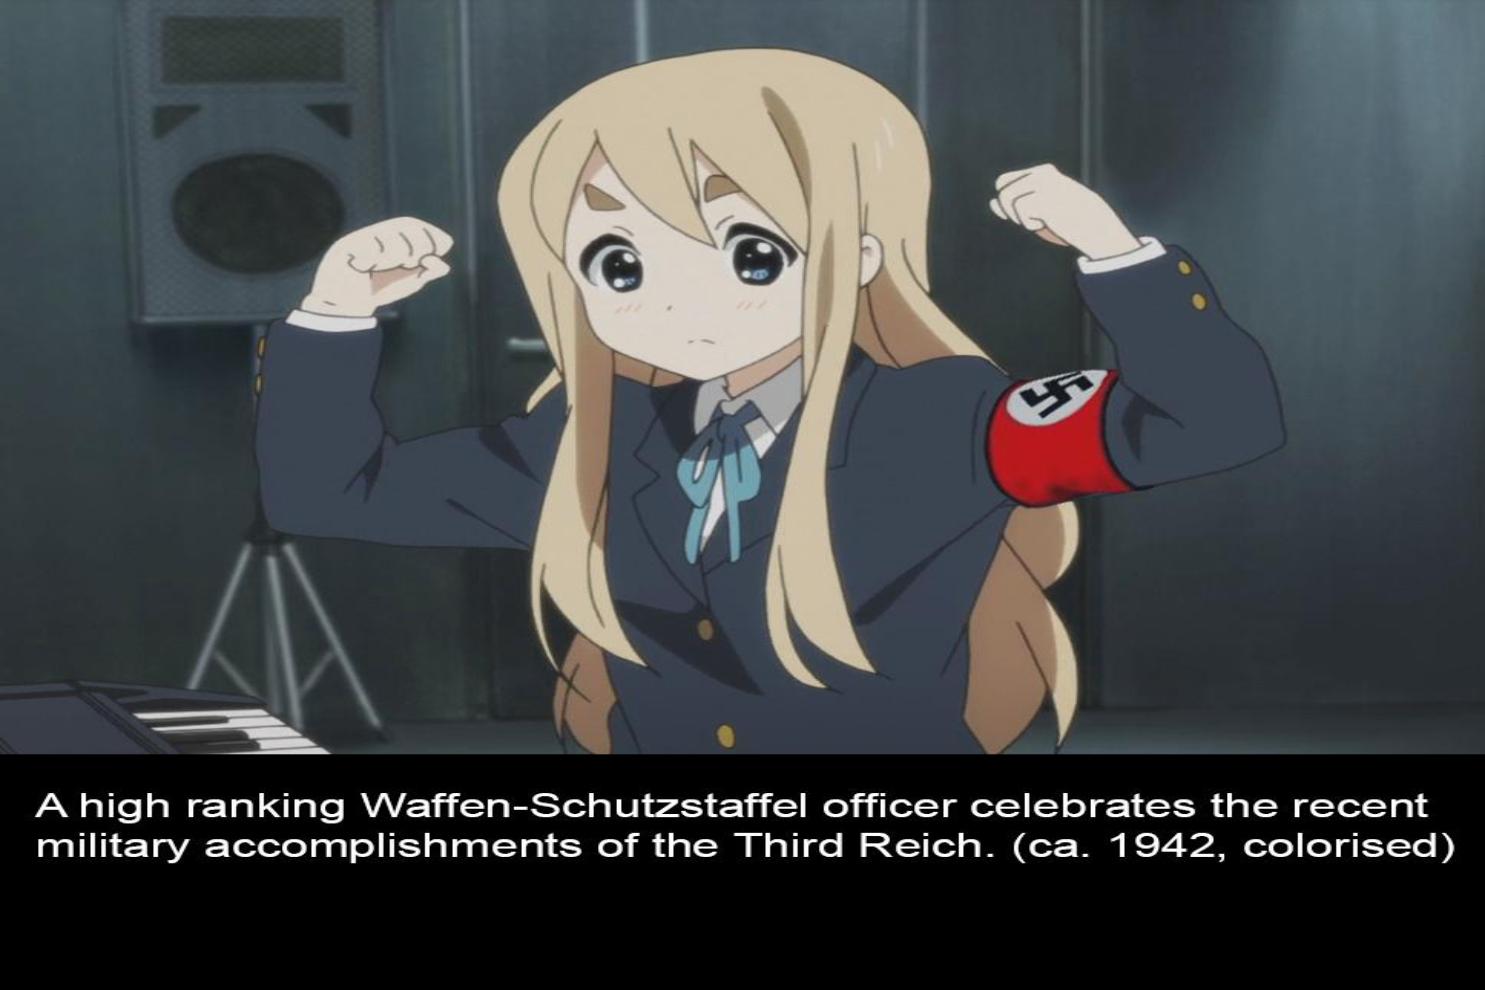 A high ranking Waffen-Schutzstaffel officer celebrates the recent
military accomplishments of the Third Reich. (ca. 1942, colorised)